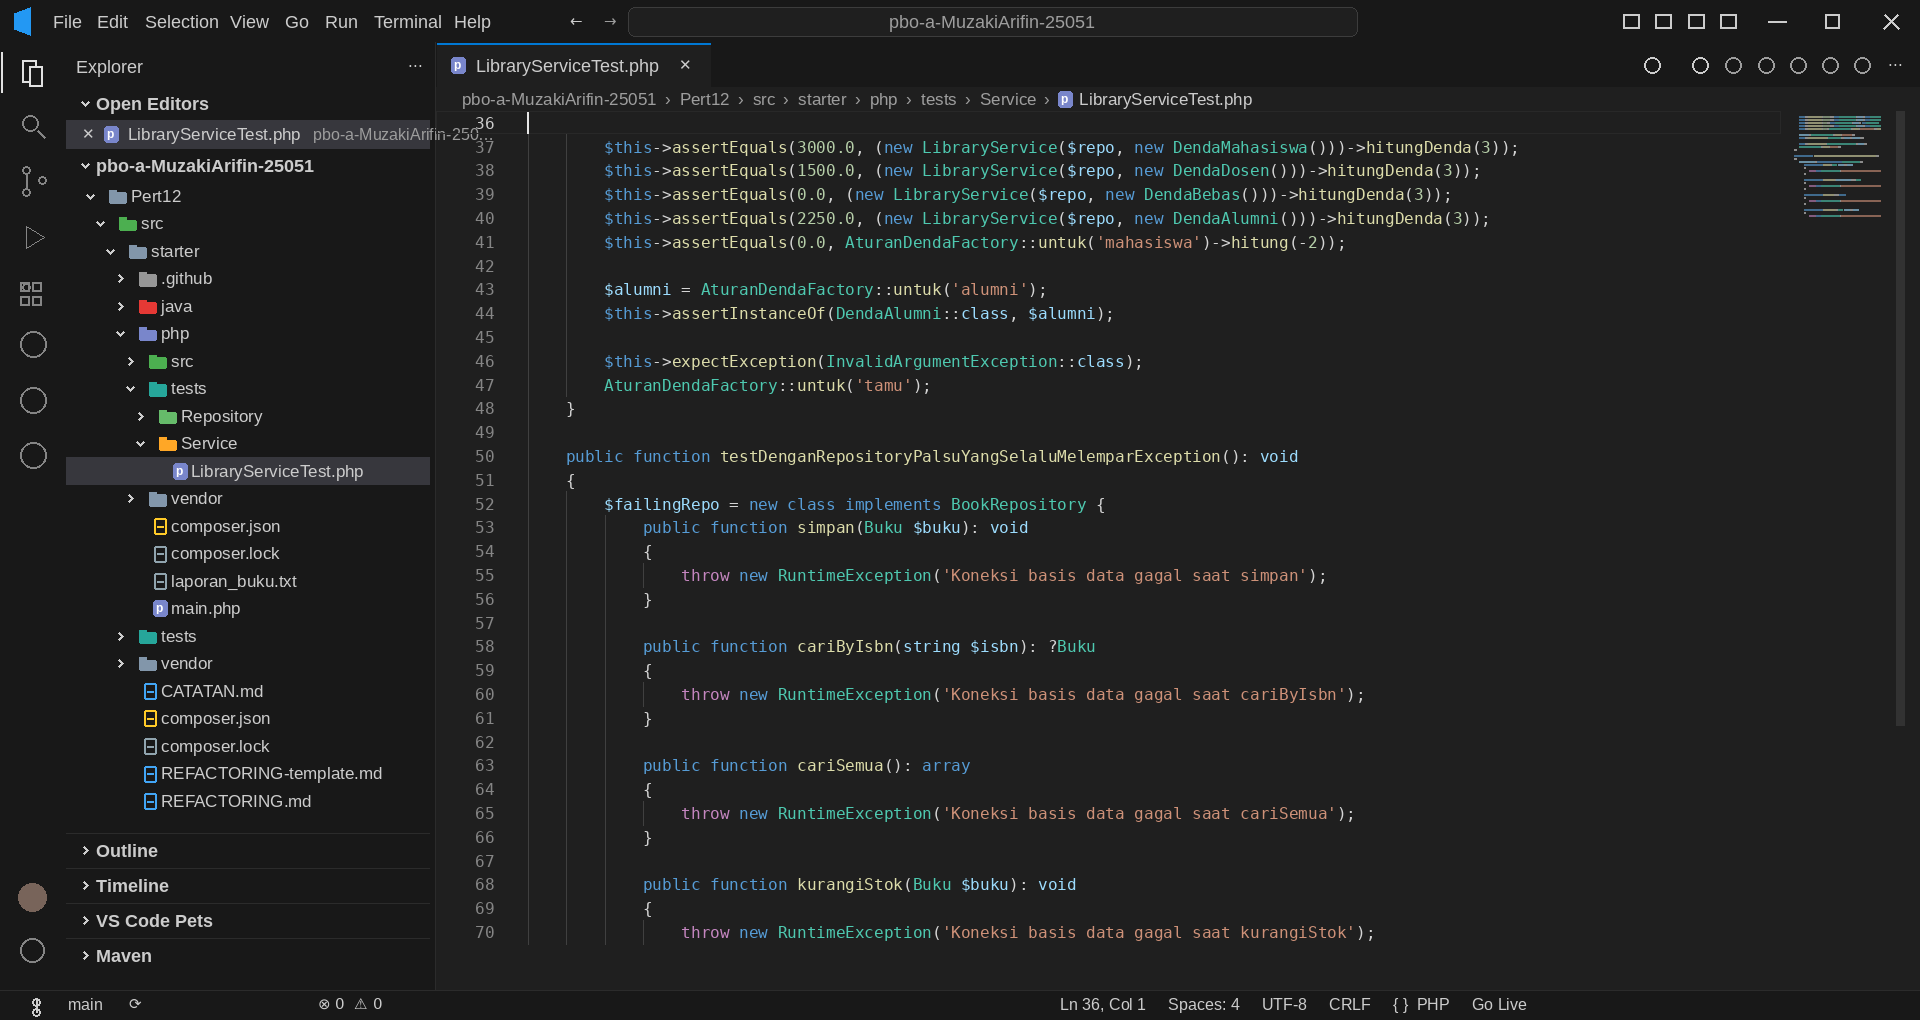 File Edit Selection View Go Run Terminal Help ← → pbo-a-MuzakiArifin-25051
Explorer ···
Open Editors
× LibraryServiceTest.php pbo-a-MuzakiArifin-250...
pbo-a-MuzakiArifin-25051
Pert12
src
starter
.github
java
php
src
tests
Repository
Service
LibraryServiceTest.php
vendor
composer.json
composer.lock
laporan_buku.txt
main.php
tests
vendor
CATATAN.md
composer.json
composer.lock
REFACTORING-template.md
REFACTORING.md
Outline
Timeline
VS Code Pets
Maven
LibraryServiceTest.php × ···
pbo-a-MuzakiArifin-25051 › Pert12 › src › starter › php › tests › Service › LibraryServiceTest.php
36
37 $this->assertEquals(3000.0, (new LibraryService($repo, new DendaMahasiswa()))->hitungDenda(3));
38 $this->assertEquals(1500.0, (new LibraryService($repo, new DendaDosen()))->hitungDenda(3));
39 $this->assertEquals(0.0, (new LibraryService($repo, new DendaBebas()))->hitungDenda(3));
40 $this->assertEquals(2250.0, (new LibraryService($repo, new DendaAlumni()))->hitungDenda(3));
41 $this->assertEquals(0.0, AturanDendaFactory::untuk('mahasiswa')->hitung(-2));
42
43 $alumni = AturanDendaFactory::untuk('alumni');
44 $this->assertInstanceOf(DendaAlumni::class, $alumni);
45
46 $this->expectException(InvalidArgumentException::class);
47 AturanDendaFactory::untuk('tamu');
48 }
49
50 public function testDenganRepositoryPalsuYangSelaluMelemparException(): void
51 {
52 $failingRepo = new class implements BookRepository {
53 public function simpan(Buku $buku): void
54 {
55 throw new RuntimeException('Koneksi basis data gagal saat simpan');
56 }
57
58 public function cariByIsbn(string $isbn): ?Buku
59 {
60 throw new RuntimeException('Koneksi basis data gagal saat cariByIsbn');
61 }
62
63 public function cariSemua(): array
64 {
65 throw new RuntimeException('Koneksi basis data gagal saat cariSemua');
66 }
67
68 public function kurangiStok(Buku $buku): void
69 {
70 throw new RuntimeException('Koneksi basis data gagal saat kurangiStok');
main ⟳ ⊗ 0 ⚠ 0 Ln 36, Col 1 Spaces: 4 UTF-8 CRLF { } PHP Go Live